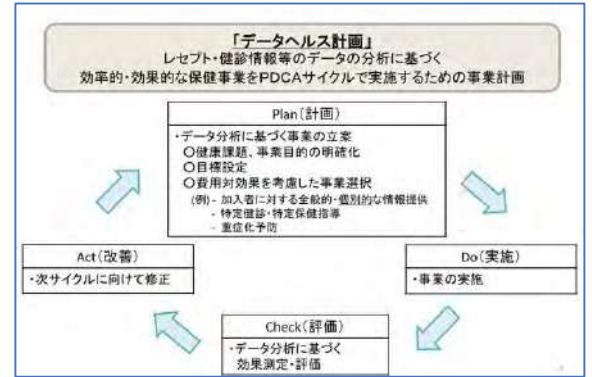 「データヘルス計画」
レセプト・健診情報等のデータの分析に基づく
効率的・効果的な保健事業をPDCAサイクルで実施するための事業計画
Plan(計画)
・データ分析に基づく事業の立案
○健康課題、事業目的の明確化
○目標設定
○費用対効果を考慮した事業選択
(例)- 加入者に対する全般的・個別的な情報提供
- 特定健診・特定保健指導
- 重症化予防
Act(改善)
・次サイクルに向けて修正
Do(実施)
・事業の実施
Check(評価)
・データ分析に基づく
効果測定・評価